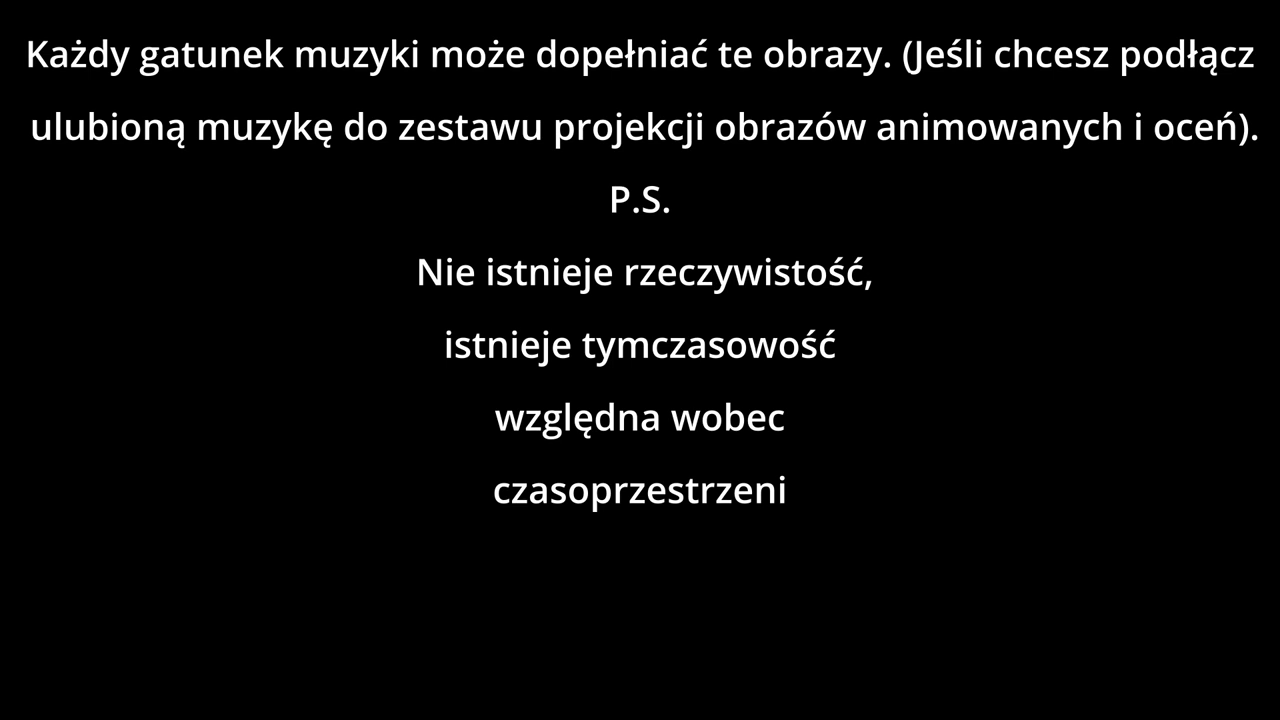 Każdy gatunek muzyki może dopełniać te obrazy. (Jeśli chcesz podłącz
ulubioną muzykę do zestawu projekcji obrazów animowanych i oceń).
P.S.
Nie istnieje rzeczywistość,
istnieje tymczasowość
względna wobec
czasoprzestrzeni